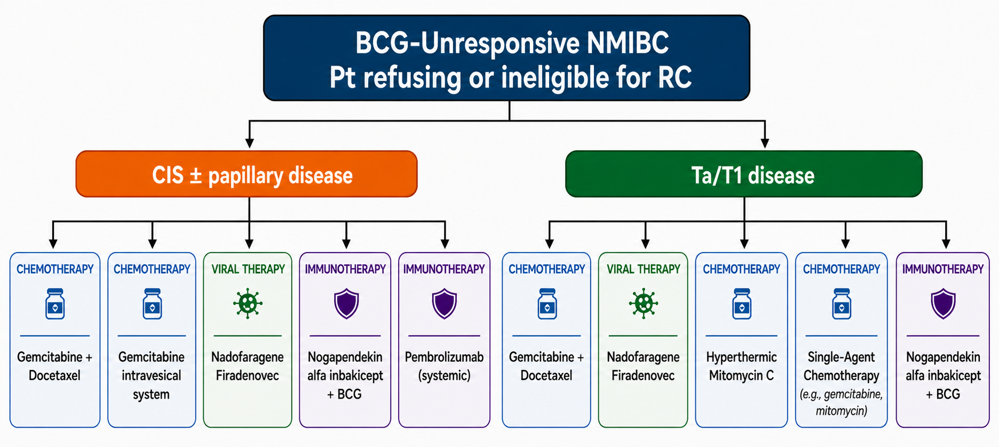 BCG-Unresponsive NMIBC
Pt refusing or ineligible for RC
CIS ± papillary disease
Ta/T1 disease
CHEMOTHERAPY
Gemcitabine +
Docetaxel
CHEMOTHERAPY
Gemcitabine
intravesical
system
VIRAL THERAPY
Nadofaragene
Firadenovec
IMMUNOTHERAPY
Nogapendekin
alfa inbakicept
+ BCG
IMMUNOTHERAPY
Pembrolizumab
(systemic)
CHEMOTHERAPY
Gemcitabine +
Docetaxel
VIRAL THERAPY
Nadofaragene
Firadenovec
CHEMOTHERAPY
Hyperthermic
Mitomycin C
CHEMOTHERAPY
Single-Agent
Chemotherapy
(e.g., gemcitabine,
mitomycin)
IMMUNOTHERAPY
Nogapendekin
alfa inbakicept
+ BCG